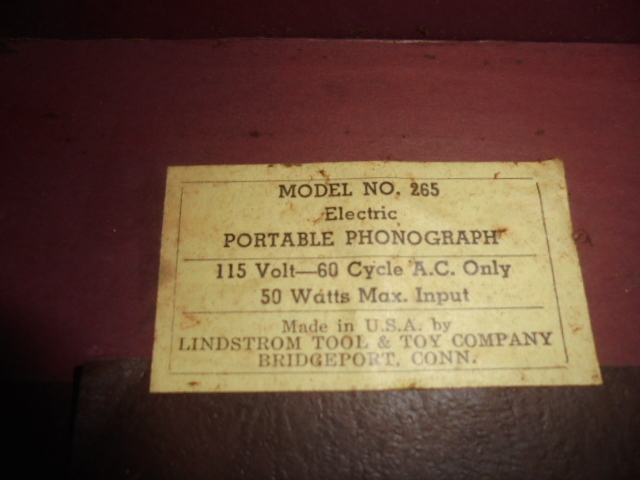 MODEL NO. 265
Electric
PORTABLE PHONOGRAPH
115 Volt—60 Cycle A.C. Only
50 Watts Max. Input
Made in U.S.A. by
LINDSTROM TOOL & TOY COMPANY
BRIDGEPORT, CONN.